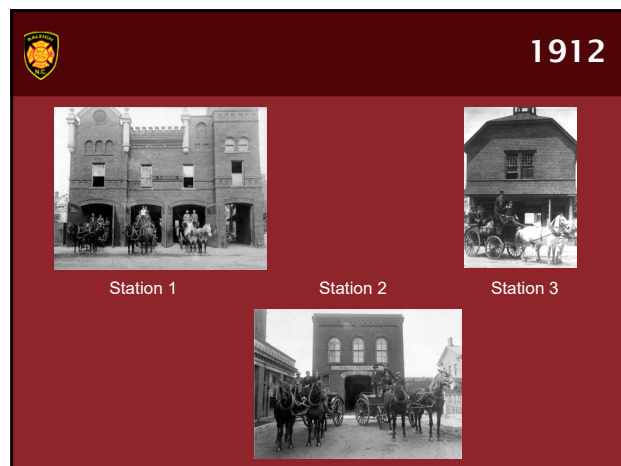 RALEIGH
N.C.
1912
Station 1
Station 2
Station 3